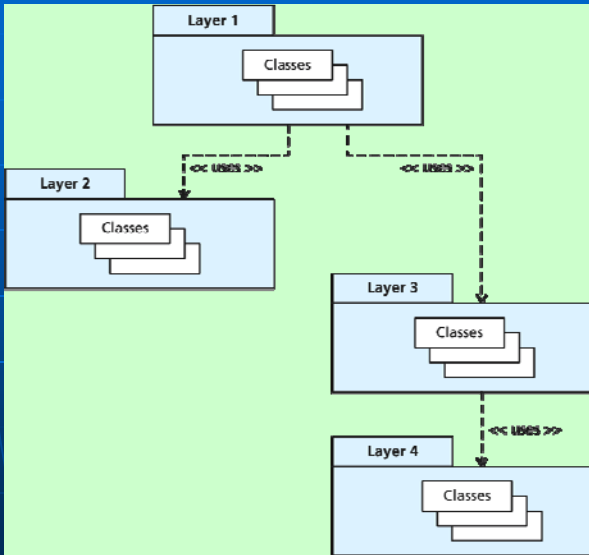 Layer 1
Classes
<< uses >>
<< uses >>
Layer 2
Classes
Layer 3
Classes
<< uses >>
Layer 4
Classes